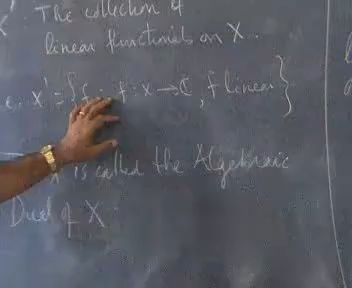 X'. The collection of
linear functionals on X.
e. X' = { f : X → ℂ, f linear }
X is called the Algebraic
Dual of X